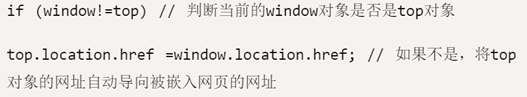 if (window!=top) // 判断当前的window对象是否是top对象
top.location.href =window.location.href; // 如果不是，将top
对象的网址自动导向被嵌入网页的网址